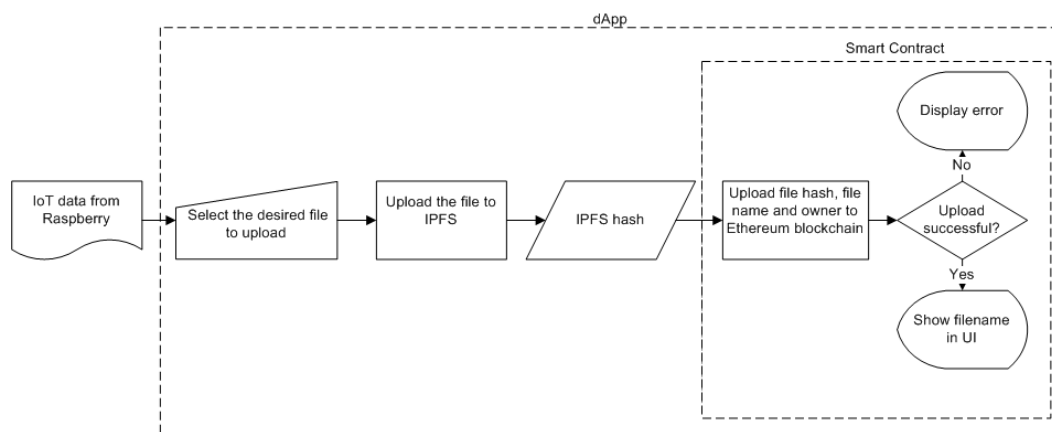 dApp
Smart Contract
Display error
No
IoT data from
Raspberry
Select the desired file
to upload
Upload the file to
IPFS
IPFS hash
Upload file hash, file
name and owner to
Ethereum blockchain
Upload
successful?
Yes
Show filename
in UI